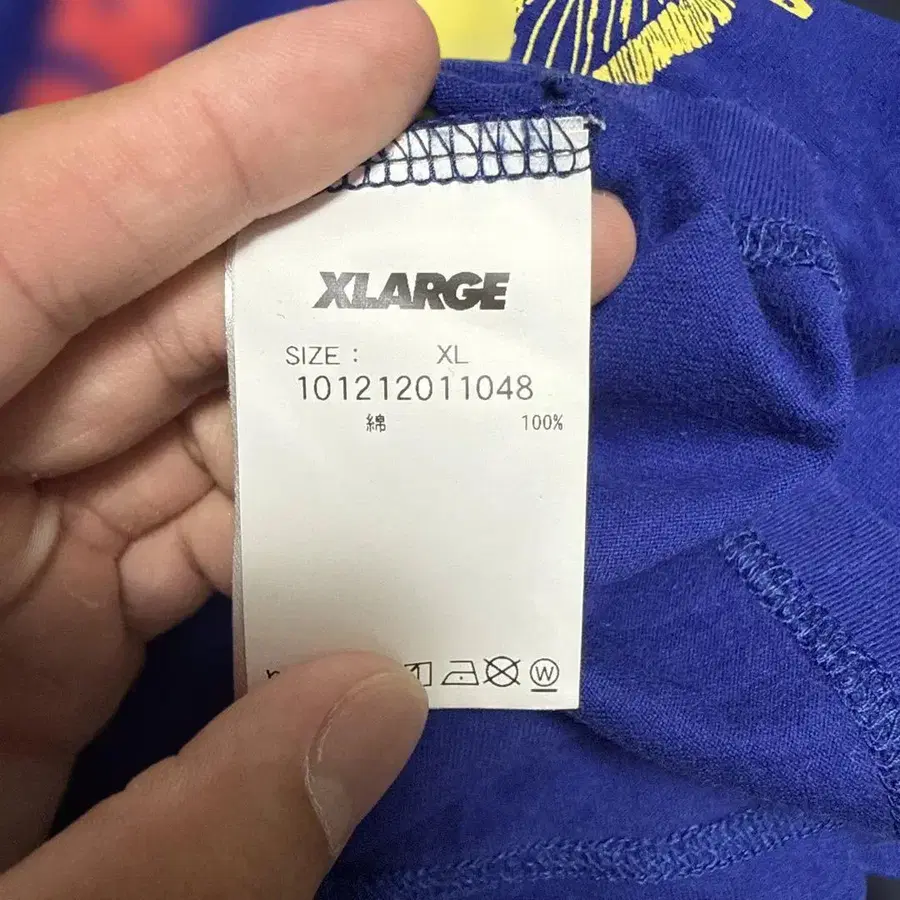 XLARGE
SIZE : XL
101212011048
綿 100%
W